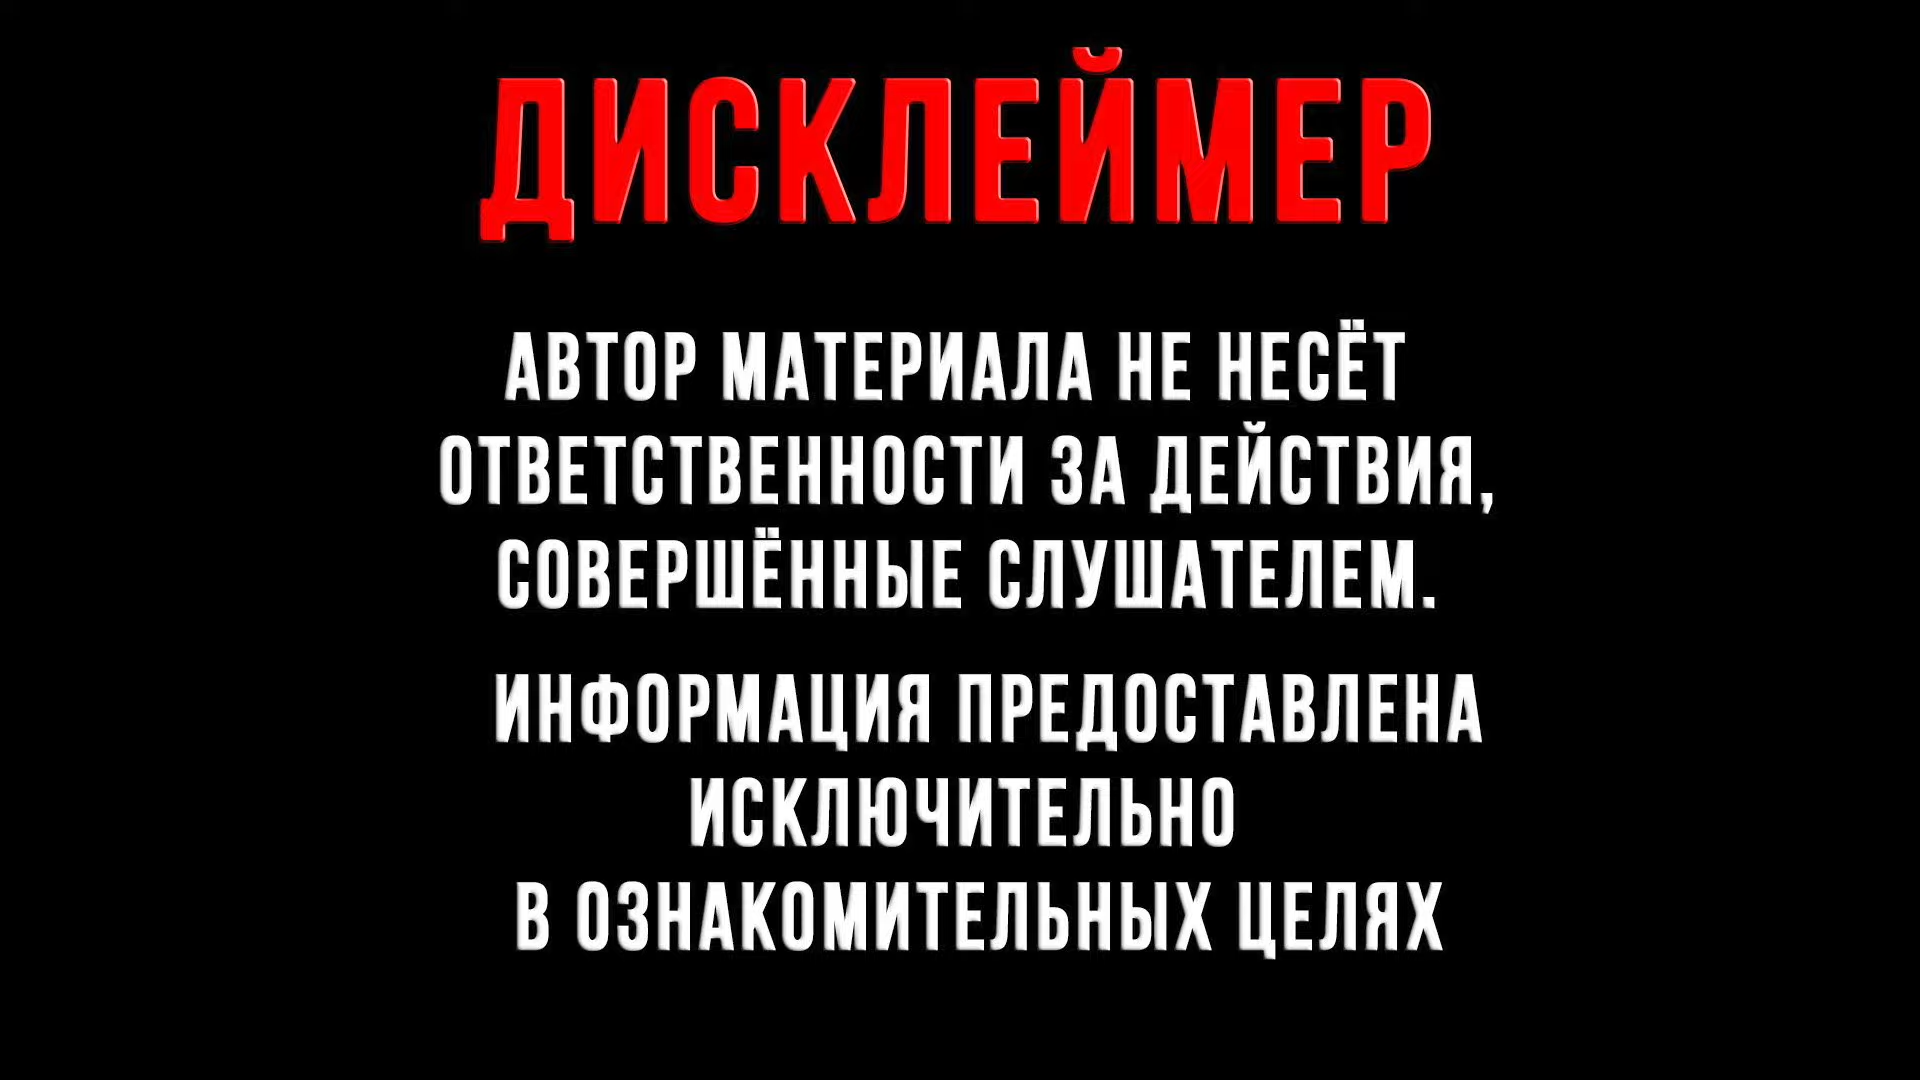 ДИСКЛЕЙМЕР
АВТОР МАТЕРИАЛА НЕ НЕСЁТ
ОТВЕТСТВЕННОСТИ ЗА ДЕЙСТВИЯ,
СОВЕРШЁННЫЕ СЛУШАТЕЛЕМ.
ИНФОРМАЦИЯ ПРЕДОСТАВЛЕНА
ИСКЛЮЧИТЕЛЬНО
В ОЗНАКОМИТЕЛЬНЫХ ЦЕЛЯХ